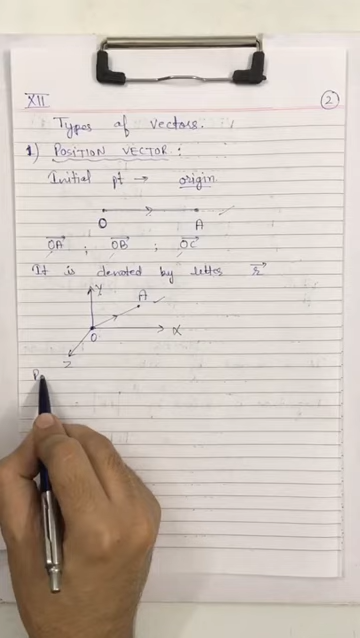 XII
2
Types of vectors.
1) POSITION VECTOR :
Initial pt → origin
O A
OA ; OB ; OC
It is denoted by letter r
Y
A
O X
Z